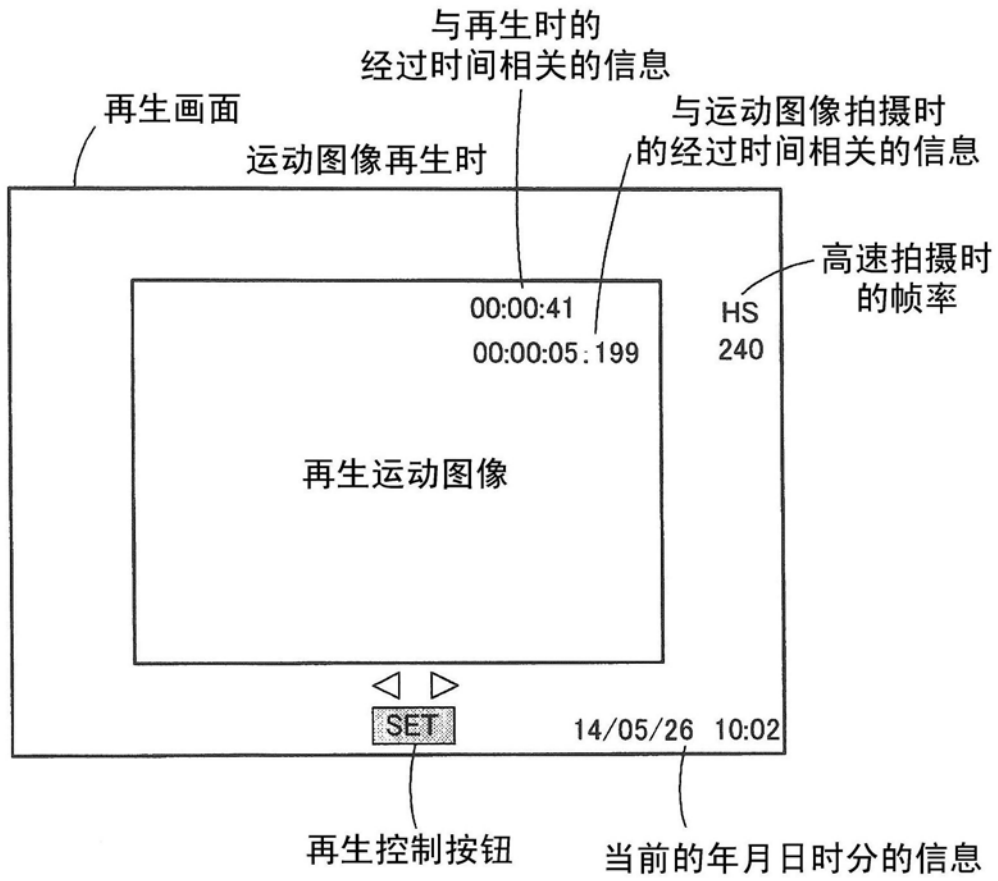 与再生时的
经过时间相关的信息
再生画面
与运动图像拍摄时
的经过时间相关的信息
运动图像再生时
高速拍摄时
的帧率
00:00:41
HS
00:00:05:199
240
再生运动图像
SET
14/05/26 10:02
再生控制按钮
当前的年月日时分的信息